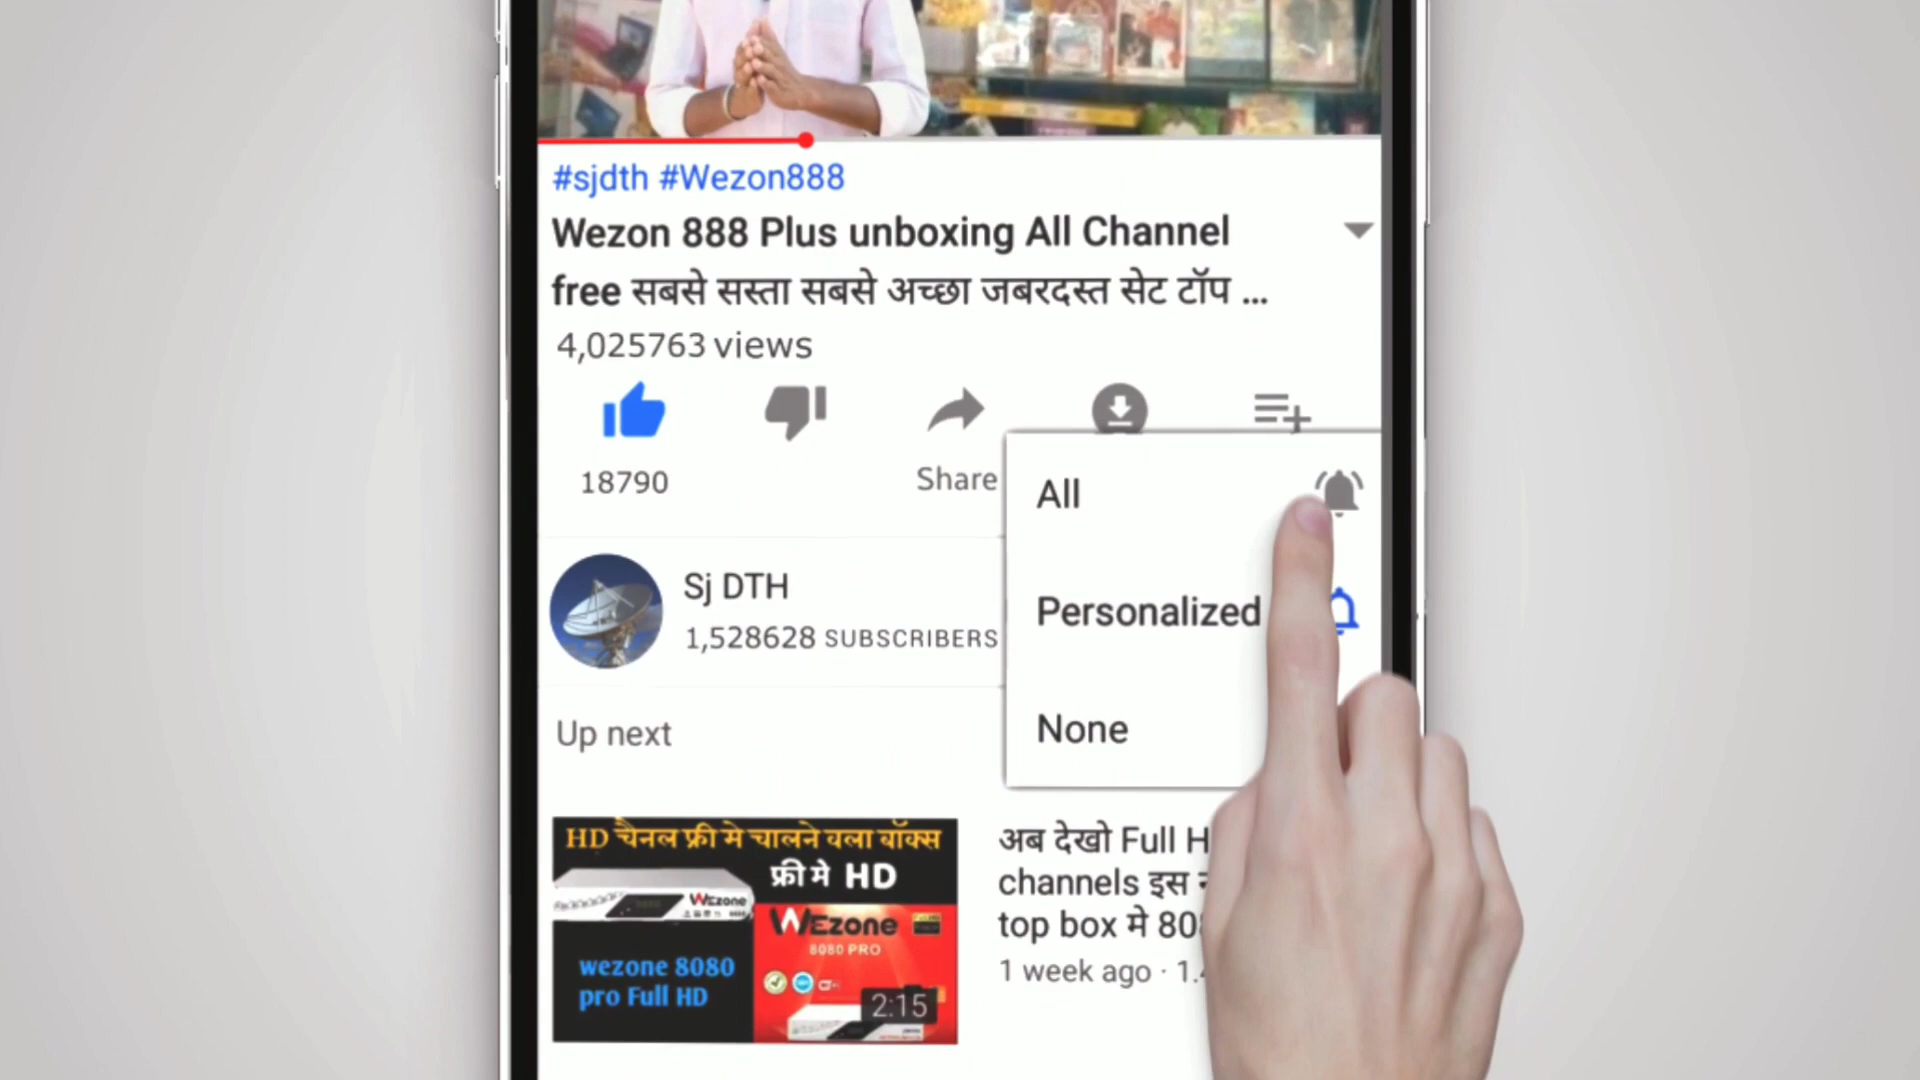 #sjdth #Wezon888
Wezon 888 Plus unboxing All Channel
free सबसे सस्ता सबसे अच्छा जबरदस्त सेट टॉप ...
4,025763 views
18790
Share
All
Personalized
None
Sj DTH
1,528628 SUBSCRIBERS
Up next
HD चैनल फ्री मे चालने वला बॉक्स
फ्री मे HD
WEzone
WEzone
8080 PRO
wezone 8080
pro Full HD
2:15
अब देखो Full H
channels इस
top box मे 808
1 week ago · 1.